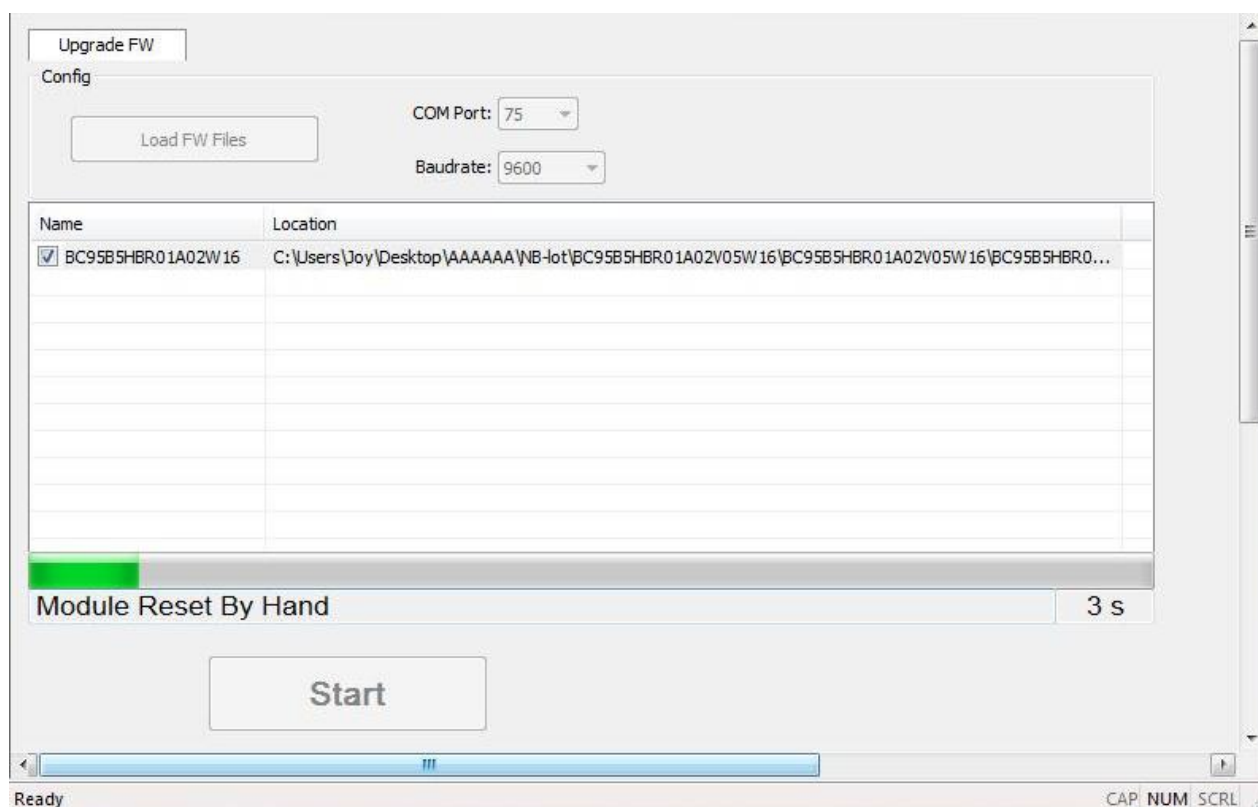 Upgrade FW
Config
Load FW Files
COM Port: 75
Baudrate: 9600
Name Location
BC95B5HBR01A02W16 C:\Users\Joy\Desktop\AAAAAA\NB-Iot\BC95B5HBR01A02V05W16\BC95B5HBR01A02V05W16\BC95B5HBR0...
Module Reset By Hand 3 s
Start
Ready CAP NUM SCRL